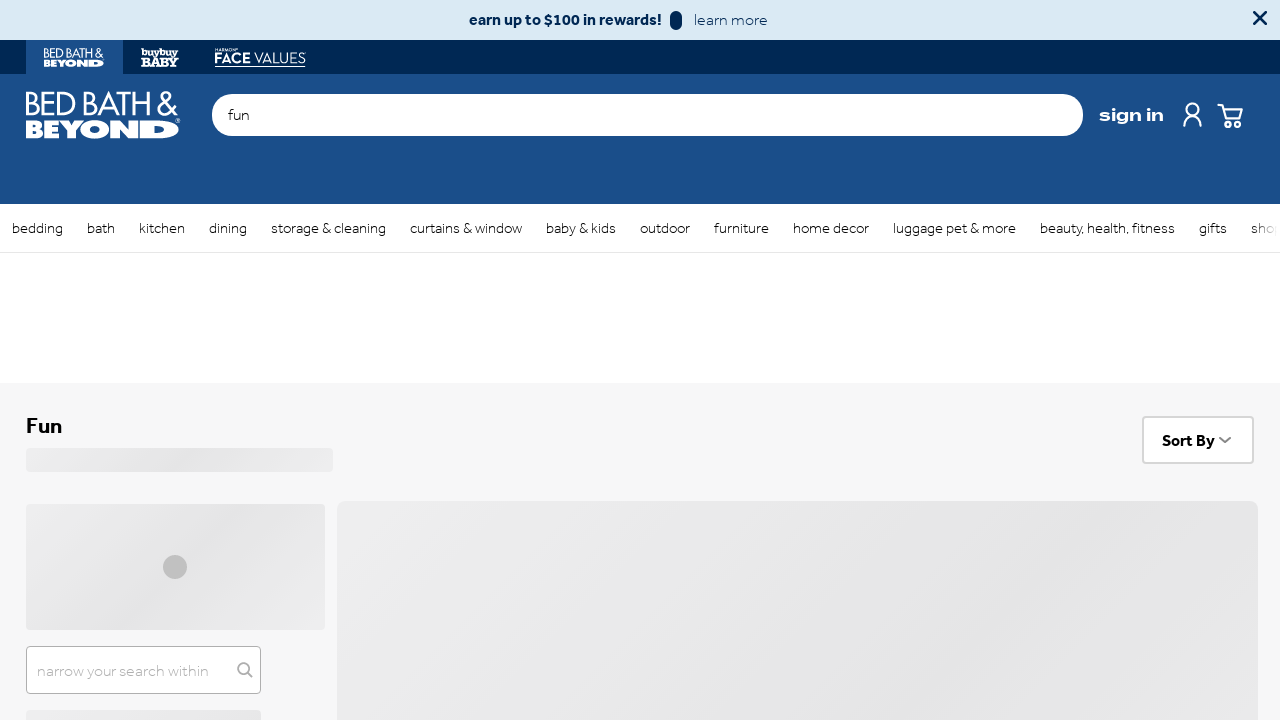 earn up to $100 in rewards! learn more
BED BATH & BEYOND
buybuy BABY
HARMON FACE VALUES
BED BATH & BEYOND®
fun
sign in
bedding bath kitchen dining storage & cleaning curtains & window baby & kids outdoor furniture home decor luggage pet & more beauty, health, fitness gifts shop
Fun
Sort By
narrow your search within